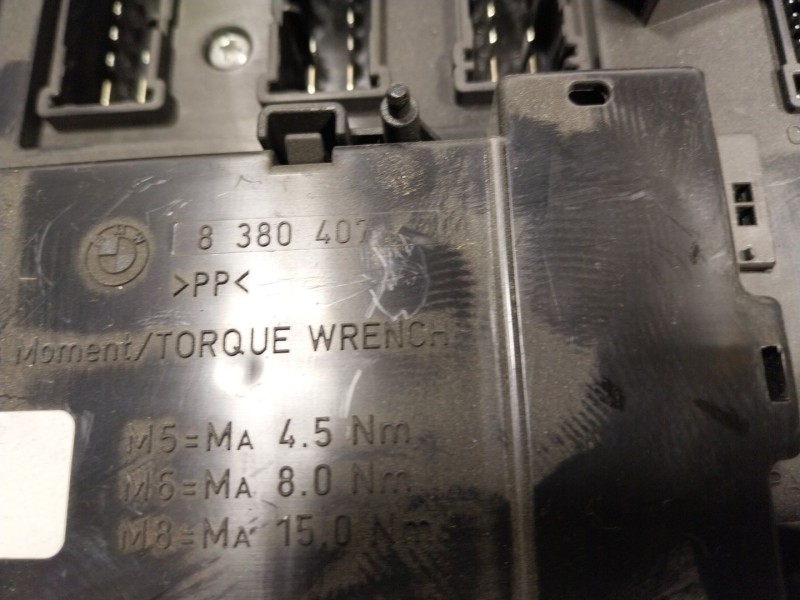 BMW
8 380 407
>PP<
Moment/TORQUE WRENCH
M5=MA 4.5 Nm
M6=MA 8.0 Nm
M8=MA 15.0 Nm